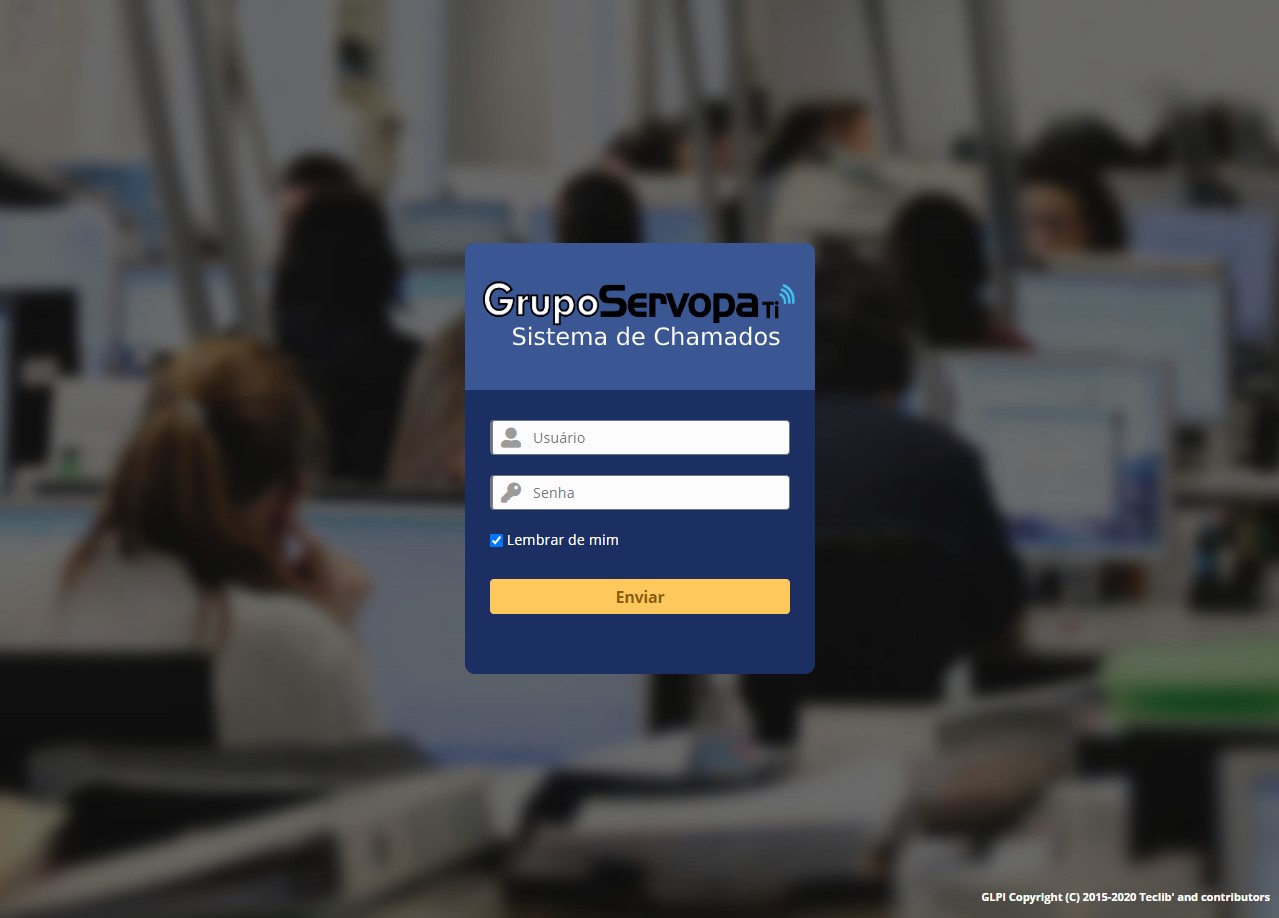 GrupoServopa Ti
Sistema de Chamados
Usuário
Senha
Lembrar de mim
Enviar
GLPI Copyright (C) 2015-2020 Teclib' and contributors